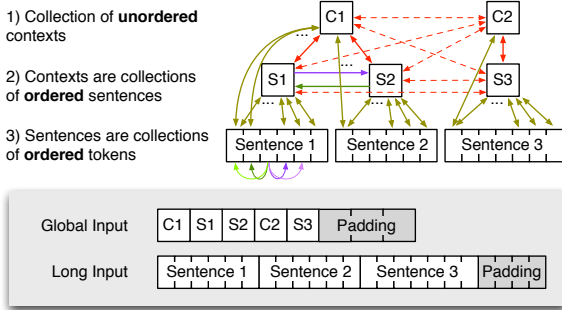 1) Collection of unordered
contexts
2) Contexts are collections
of ordered sentences
3) Sentences are collections
of ordered tokens
C1
C2
...
...
S1
S2
S3
...
...
...
Sentence 1
Sentence 2
Sentence 3
Global Input
C1 S1 S2 C2 S3 Padding
Long Input
Sentence 1 Sentence 2 Sentence 3 Padding